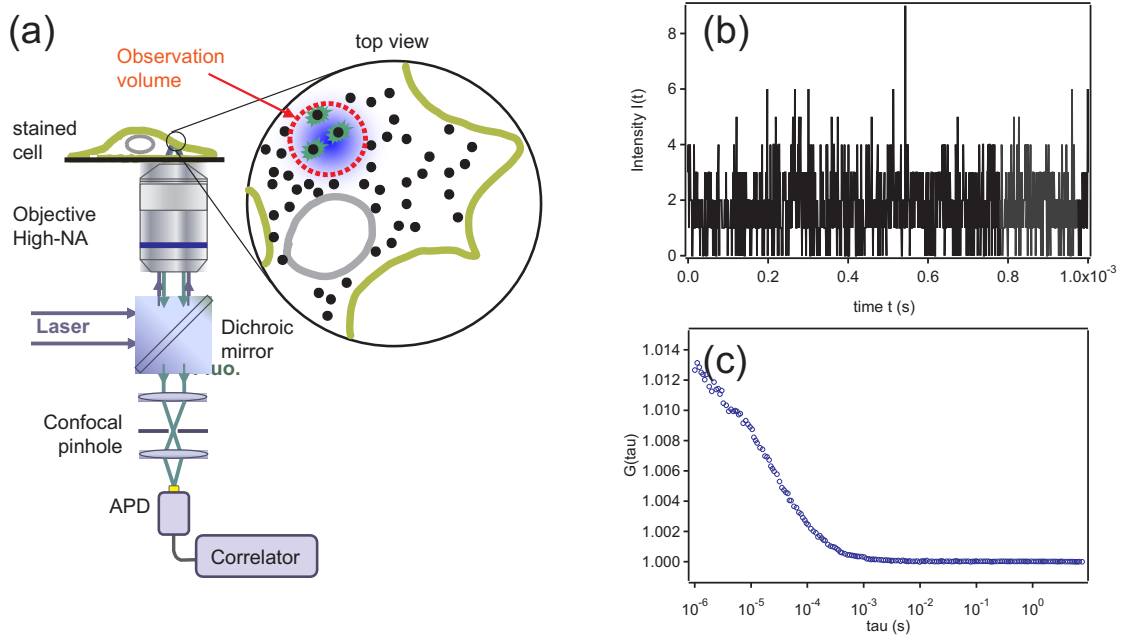 (a)
top view
Observation
volume
stained
cell
Objective
High-NA
Laser
Dichroic
mirror
Confocal
pinhole
APD
Correlator
(b)
Intensity I(t)
8
6
4
2
0
0.0
0.2
0.4
0.6
0.8
1.0x10-3
time t (s)
(c)
G(tau)
1.014
1.012
1.010
1.008
1.006
1.004
1.002
1.000
10-6
10-5
10-4
10-3
10-2
10-1
100
tau (s)